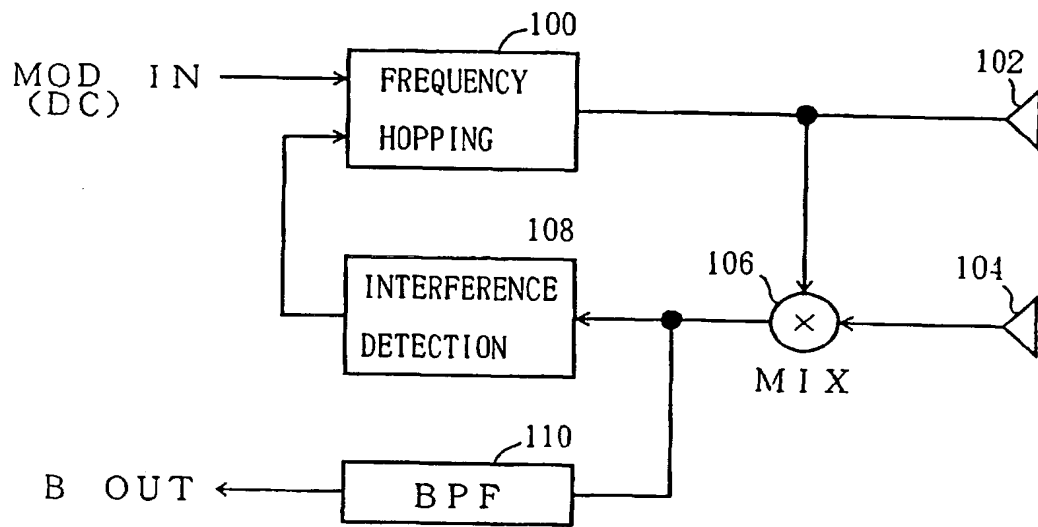 100
MOD IN
(DC)
FREQUENCY
HOPPING
102
108
INTERFERENCE
DETECTION
106
×
MIX
104
110
B OUT
BPF